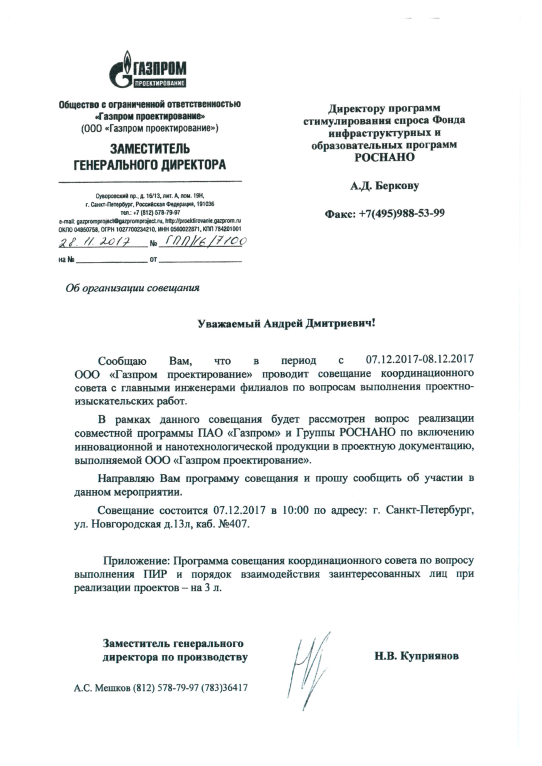 ГАЗПРОМ
ПРОЕКТИРОВАНИЕ
Общество с ограниченной ответственностью
«Газпром проектирование»
(ООО «Газпром проектирование»)
ЗАМЕСТИТЕЛЬ
ГЕНЕРАЛЬНОГО ДИРЕКТОРА
Суворовский пр., д. 16/13, лит. А, пом. 19Н,
г. Санкт-Петербург, Российская Федерация, 191036
тел.: +7 (812) 578-79-97
e-mail: gazpromproject@gazpromproject.ru, http://proektirovanie.gazprom.ru
ОКПО 04850758, ОГРН 1027700234210, ИНН 0560022871, КПП 784201001
28.11.2017 № ГПП/16/7100
на № от
Директору программ
стимулирования спроса Фонда
инфраструктурных и
образовательных программ
РОСНАНО
А.Д. Беркову
Факс: +7(495)988-53-99
Об организации совещания
Уважаемый Андрей Дмитриевич!
Сообщаю Вам, что в период с 07.12.2017-08.12.2017
ООО «Газпром проектирование» проводит совещание координационного
совета с главными инженерами филиалов по вопросам выполнения проектно-
изыскательских работ.
В рамках данного совещания будет рассмотрен вопрос реализации
совместной программы ПАО «Газпром» и Группы РОСНАНО по включению
инновационной и нанотехнологической продукции в проектную документацию,
выполняемой ООО «Газпром проектирование».
Направляю Вам программу совещания и прошу сообщить об участии в
данном мероприятии.
Совещание состоится 07.12.2017 в 10:00 по адресу: г. Санкт-Петербург,
ул. Новгородская д.13л, каб. №407.
Приложение: Программа совещания координационного совета по вопросу
выполнения ПИР и порядок взаимодействия заинтересованных лиц при
реализации проектов – на 3 л.
Заместитель генерального
директора по производству
Н.В. Куприянов
А.С. Мешков (812) 578-79-97 (783)36417